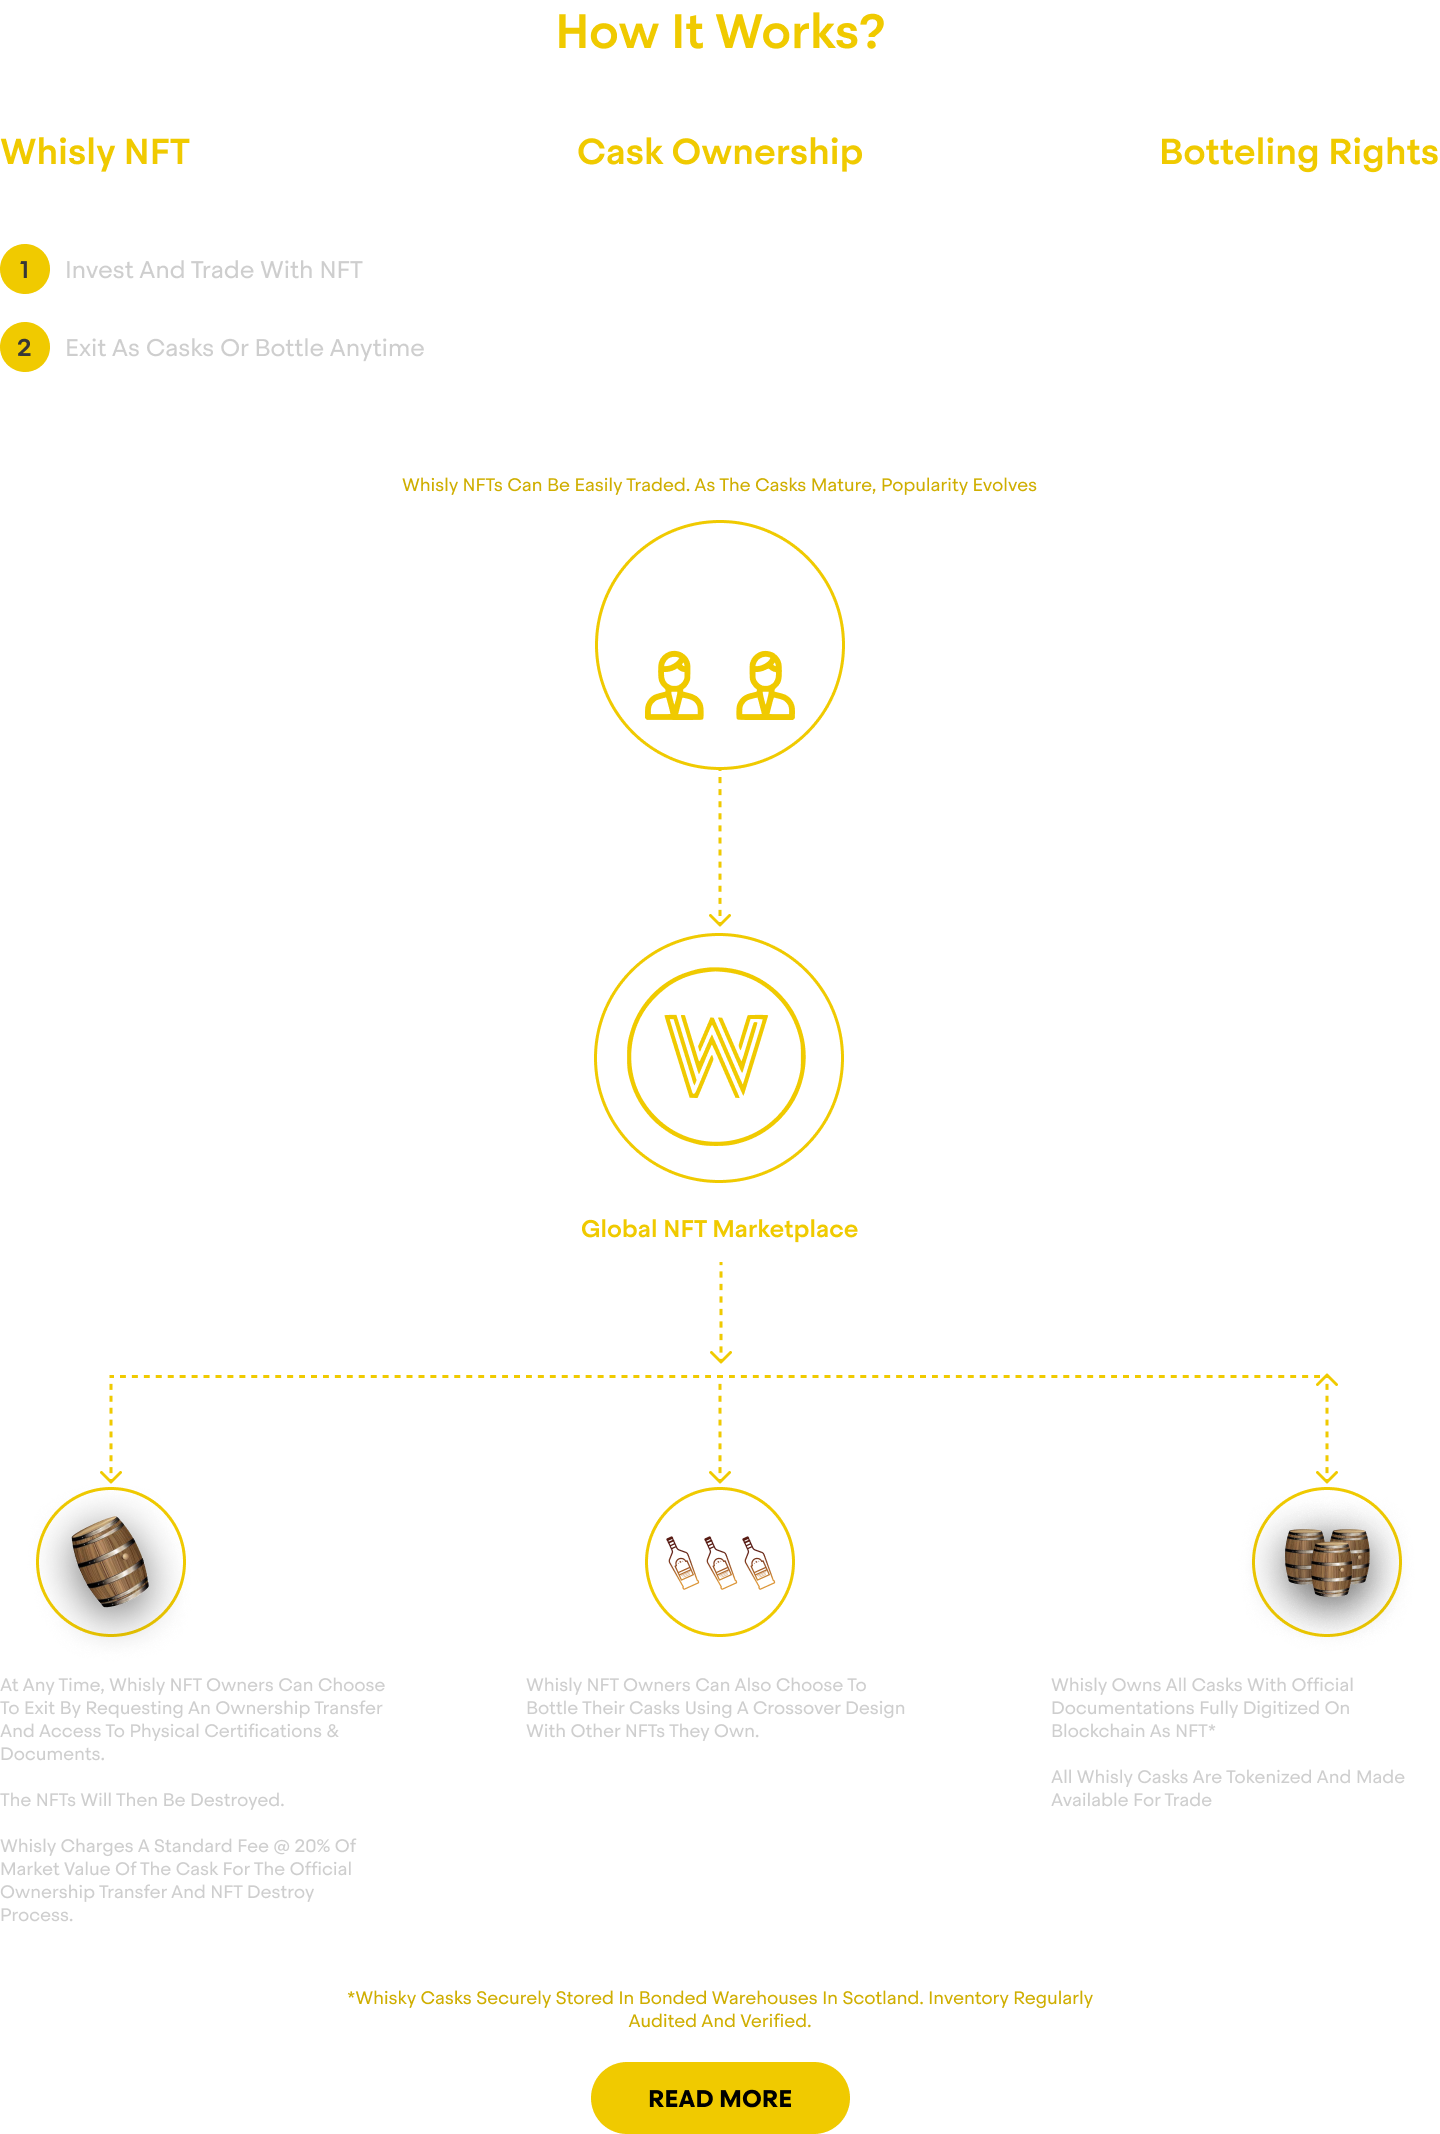 How It Works?
Whisly NFT
Cask Ownership
Botteling Rights
1
Invest And Trade With NFT
2
Exit As Casks Or Bottle Anytime
Whisly NFTs Can Be Easily Traded. As The Casks Mature, Popularity Evolves
W
Global NFT Marketplace
At Any Time, Whisly NFT Owners Can Choose
To Exit By Requesting An Ownership Transfer
And Access To Physical Certifications &
Documents.
The NFTs Will Then Be Destroyed.
Whisly Charges A Standard Fee @ 20% Of
Market Value Of The Cask For The Official
Ownership Transfer And NFT Destroy
Process.
Whisly NFT Owners Can Also Choose To
Bottle Their Casks Using A Crossover Design
With Other NFTs They Own.
Whisly Owns All Casks With Official
Documentations Fully Digitized On
Blockchain As NFT*
All Whisly Casks Are Tokenized And Made
Available For Trade
*Whisky Casks Securely Stored In Bonded Warehouses In Scotland. Inventory Regularly
Audited And Verified.
READ MORE